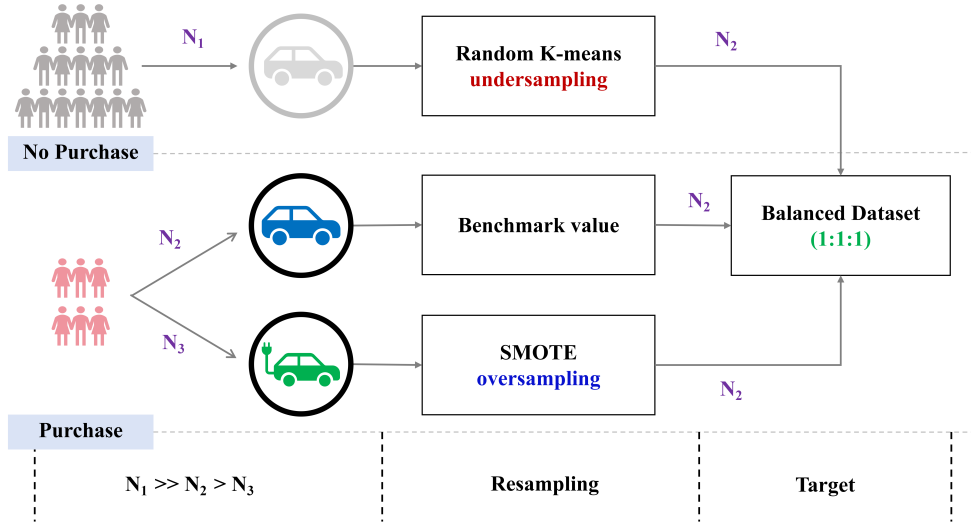 N₁
Random K-means
undersampling
N₂
No Purchase
N₂
Benchmark value
N₂
Balanced Dataset
(1:1:1)
N₃
SMOTE
oversampling
N₂
Purchase
N₁ >> N₂ > N₃
Resampling
Target